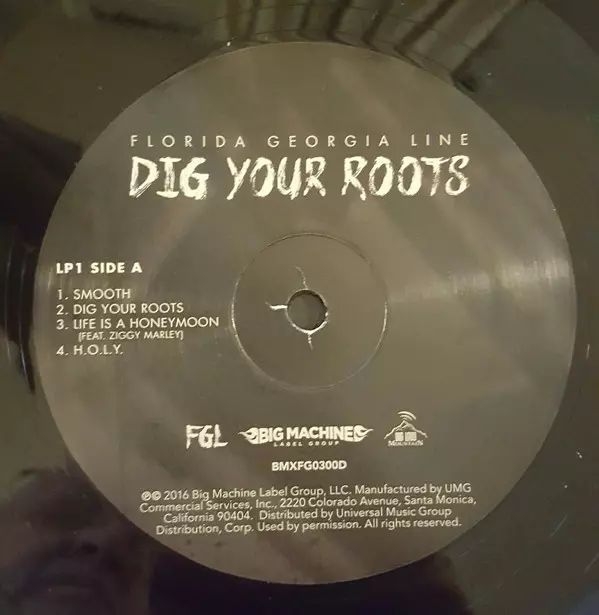 FLORIDA GEORGIA LINE
DIG YOUR ROOTS
LP1 SIDE A
1. SMOOTH
2. DIG YOUR ROOTS
3. LIFE IS A HONEYMOON
(FEAT. ZIGGY MARLEY)
4. H.O.L.Y.
FGL
BIG MACHINE
LABEL GROUP
BIG LOUD
MOUNTAIN
BMXFG0300D
℗© 2016 Big Machine Label Group, LLC. Manufactured by UMG
Commercial Services, Inc., 2220 Colorado Avenue, Santa Monica,
California 90404. Distributed by Universal Music Group
Distribution, Corp. Used by permission. All rights reserved.